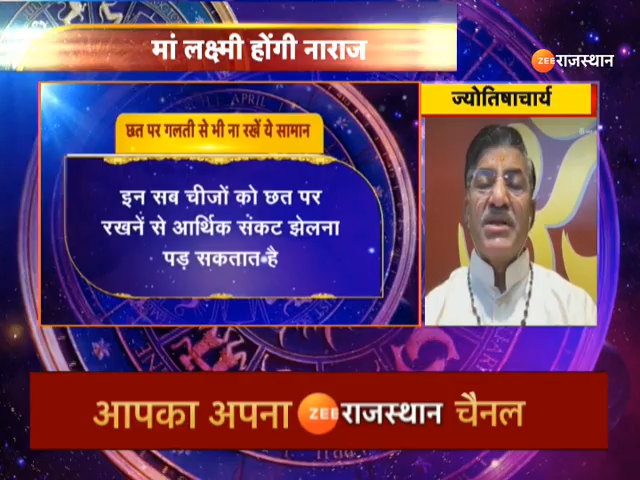 मां लक्ष्मी होंगी नाराज
ZEE राजस्थान
ज्योतिषाचार्य
छत पर गलती से भी ना रखें ये सामान
इन सब चीजों को छत पर
रखनें से आर्थिक संकट झेलना
पड़ सकतात है
APRIL
आपका अपना ZEE राजस्थान चैनल